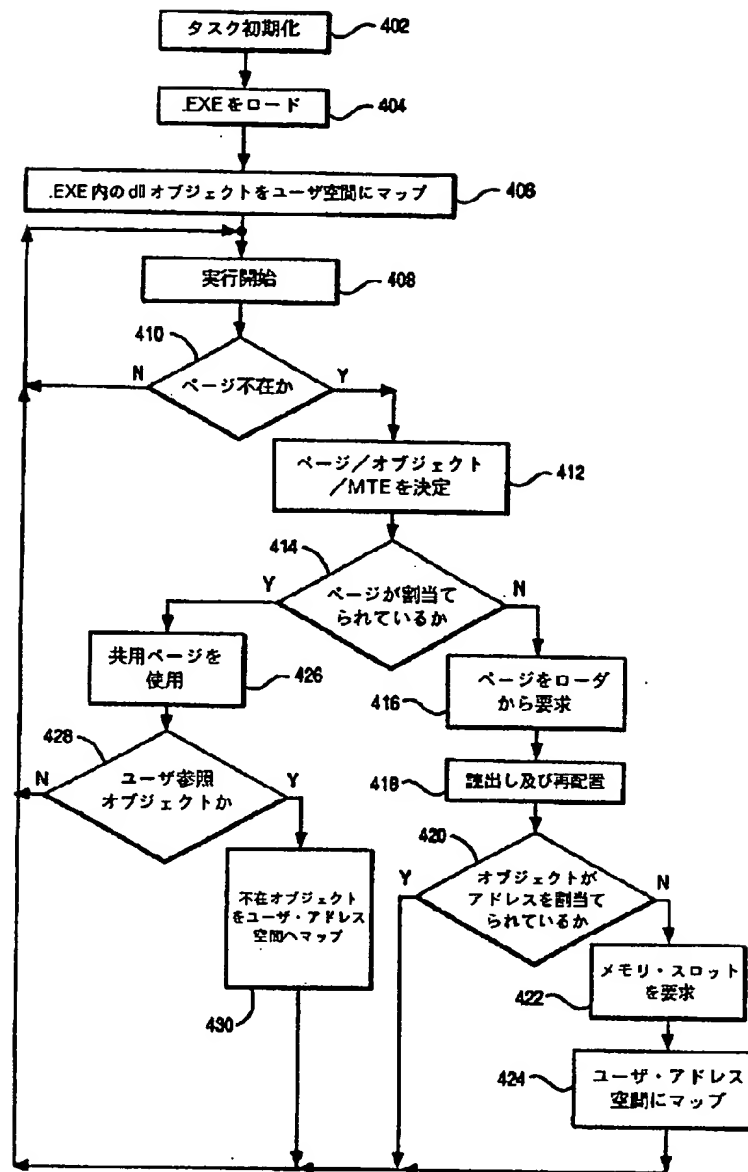 タスク初期化
402
.EXEをロード
404
.EXE内のdllオブジェクトをユーザ空間にマップ
406
実行開始
408
410
N
ページ不在か
Y
ページ／オブジェクト
／MTEを決定
412
414
Y
ページが割当て
られているか
N
共用ページを
使用
426
ページをローダ
から要求
416
428
N
ユーザ参照
オブジェクトか
Y
読出し及び再配置
418
420
Y
オブジェクトが
アドレスを割当て
られているか
N
不在オブジェクト
をユーザ・アドレス
空間へマップ
430
メモリ・スロット
を要求
422
ユーザ・アドレス
空間にマップ
424